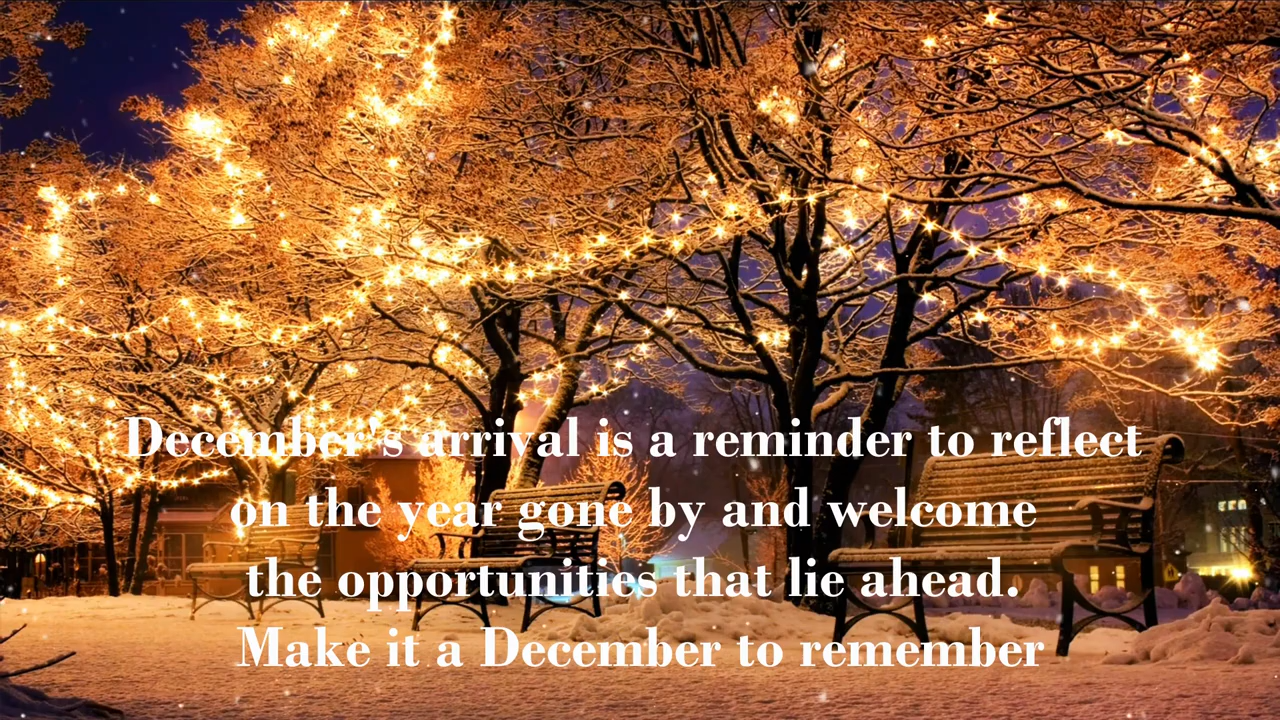 December's arrival is a reminder to reflect
on the year gone by and welcome
the opportunities that lie ahead.
Make it a December to remember